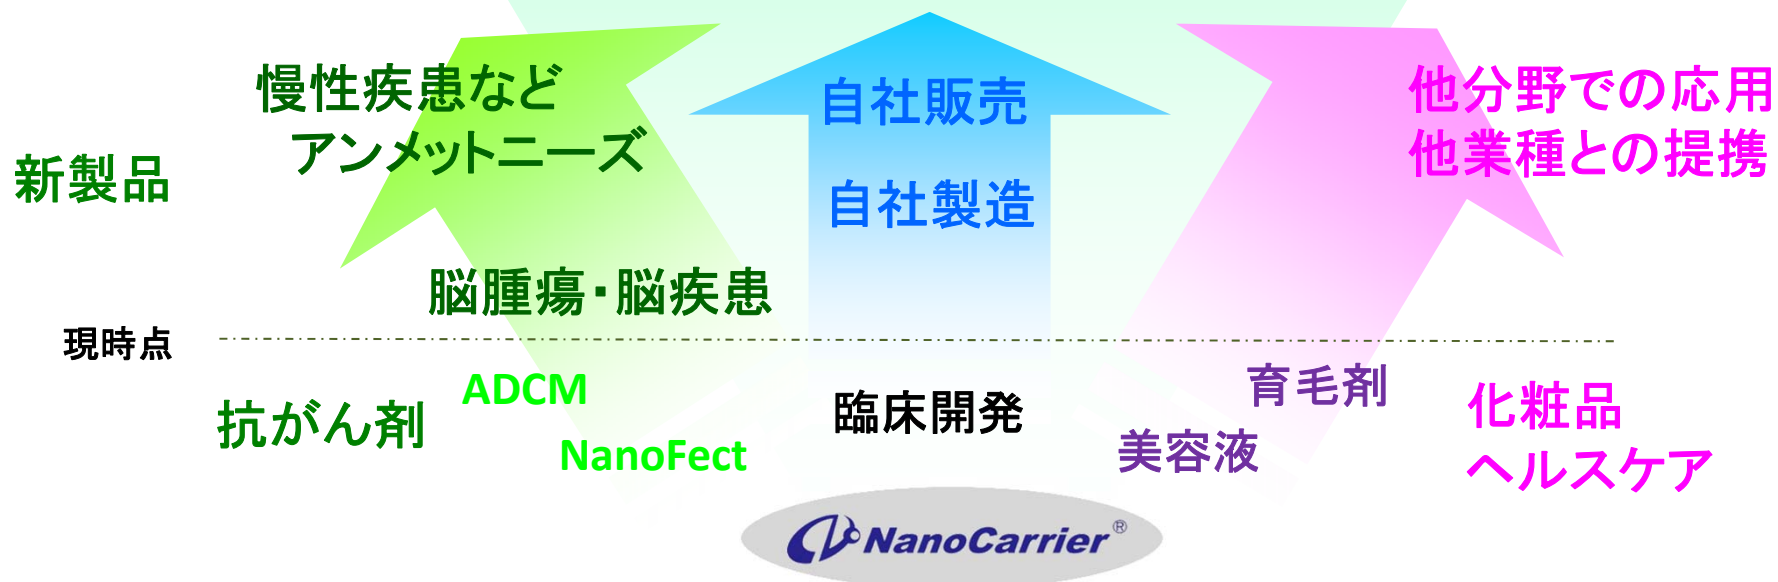 慢性疾患など
アンメットニーズ
新製品
自社販売
自社製造
他分野での応用
他業種との提携
脳腫瘍・脳疾患
現時点
抗がん剤
ADCM
NanoFect
臨床開発
育毛剤
美容液
化粧品
ヘルスケア
NanoCarrier®